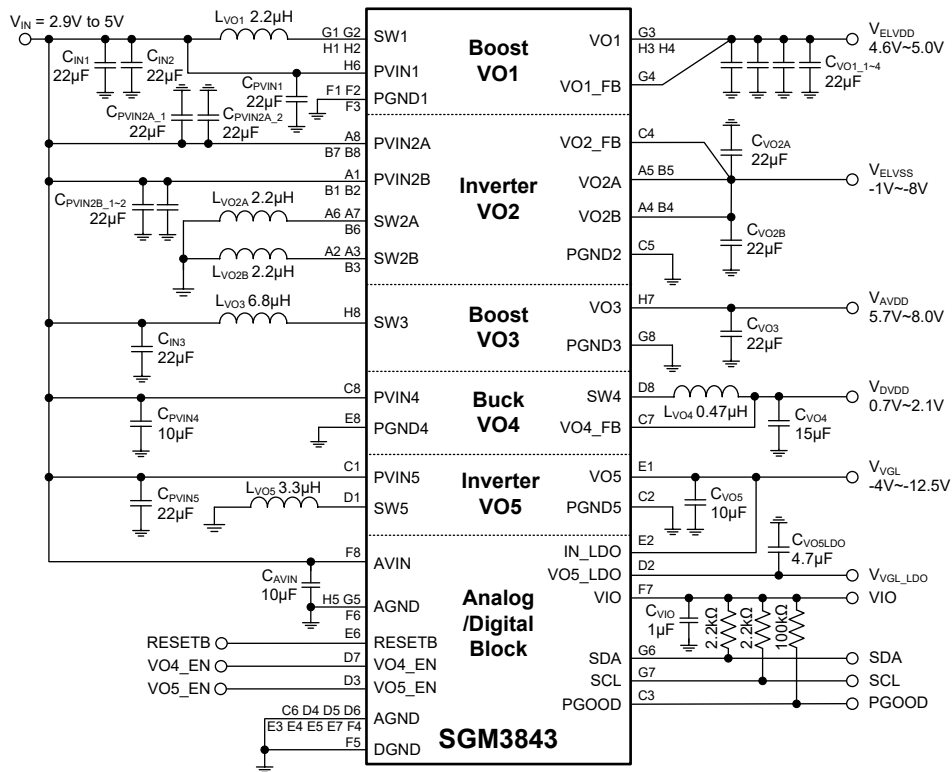 V_IN = 2.9V to 5V
C_IN1
22µF
C_IN2
22µF
L_VO1 2.2µH
G1 G2
H1 H2
SW1
H6
PVIN1
C_PVIN1
22µF
F1 F2
F3
PGND1
Boost
VO1
VO1
G3
H3 H4
VO1_FB
G4
C_VO1_1~4
22µF
V_ELVDD
4.6V~5.0V
C_PVIN2A_1
22µF
C_PVIN2A_2
22µF
A8
B7 B8
PVIN2A
A1
B1 B2
PVIN2B
C_PVIN2B_1~2
22µF
L_VO2A 2.2µH
A6 A7
B6
SW2A
A2 A3
B3
SW2B
L_VO2B 2.2µH
Inverter
VO2
VO2_FB
C4
VO2A
A5 B5
VO2B
A4 B4
PGND2
C5
C_VO2A
22µF
C_VO2B
22µF
V_ELVSS
-1V~-8V
L_VO3 6.8µH
H8
SW3
C_IN3
22µF
Boost
VO3
VO3
H7
PGND3
G8
C_VO3
22µF
V_AVDD
5.7V~8.0V
C8
PVIN4
C_PVIN4
10µF
E8
PGND4
Buck
VO4
SW4
D8
L_VO4 0.47µH
VO4_FB
C7
C_VO4
15µF
V_DVDD
0.7V~2.1V
C1
PVIN5
C_PVIN5
22µF
L_VO5 3.3µH
D1
SW5
Inverter
VO5
VO5
E1
PGND5
C2
C_VO5
10µF
V_VGL
-4V~-12.5V
IN_LDO
E2
VO5_LDO
D2
C_VO5LDO
4.7µF
V_VGL_LDO
F8
AVIN
C_AVIN
10µF
H5 G5
F6
AGND
RESETB
E6
RESETB
VO4_EN
D7
VO4_EN
VO5_EN
D3
VO5_EN
C6 D4 D5 D6
E3 E4 E5 E7 F4
AGND
F5
DGND
Analog
/Digital
Block
VIO
F7
VIO
C_VIO
1µF
2.2kΩ
2.2kΩ
100kΩ
SDA
G6
SDA
SCL
G7
SCL
PGOOD
C3
PGOOD
SGM3843